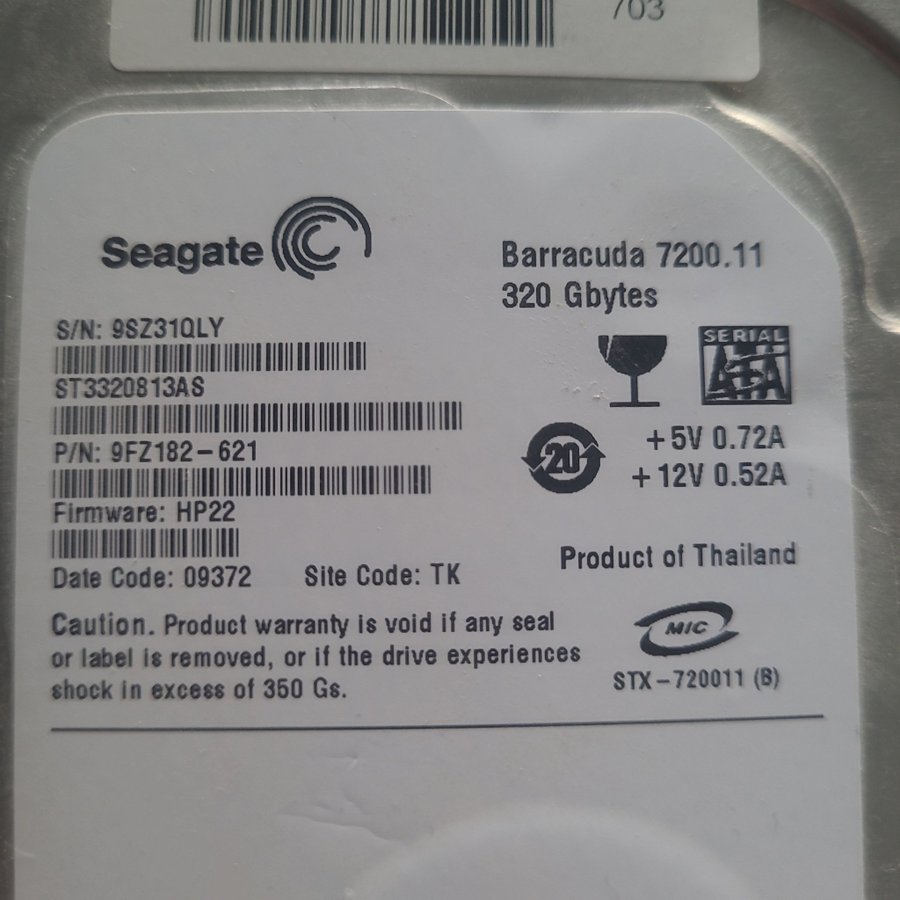 703
Seagate
Barracuda 7200.11
320 Gbytes
S/N: 9SZ31QLY
ST3320813AS
P/N: 9FZ182-621
Firmware: HP22
Date Code: 09372
Site Code: TK
SERIAL
ATA
20
+5V 0.72A
+12V 0.52A
Product of Thailand
MIC
STX-720011 (B)
Caution. Product warranty is void if any seal
or label is removed, or if the drive experiences
shock in excess of 350 Gs.